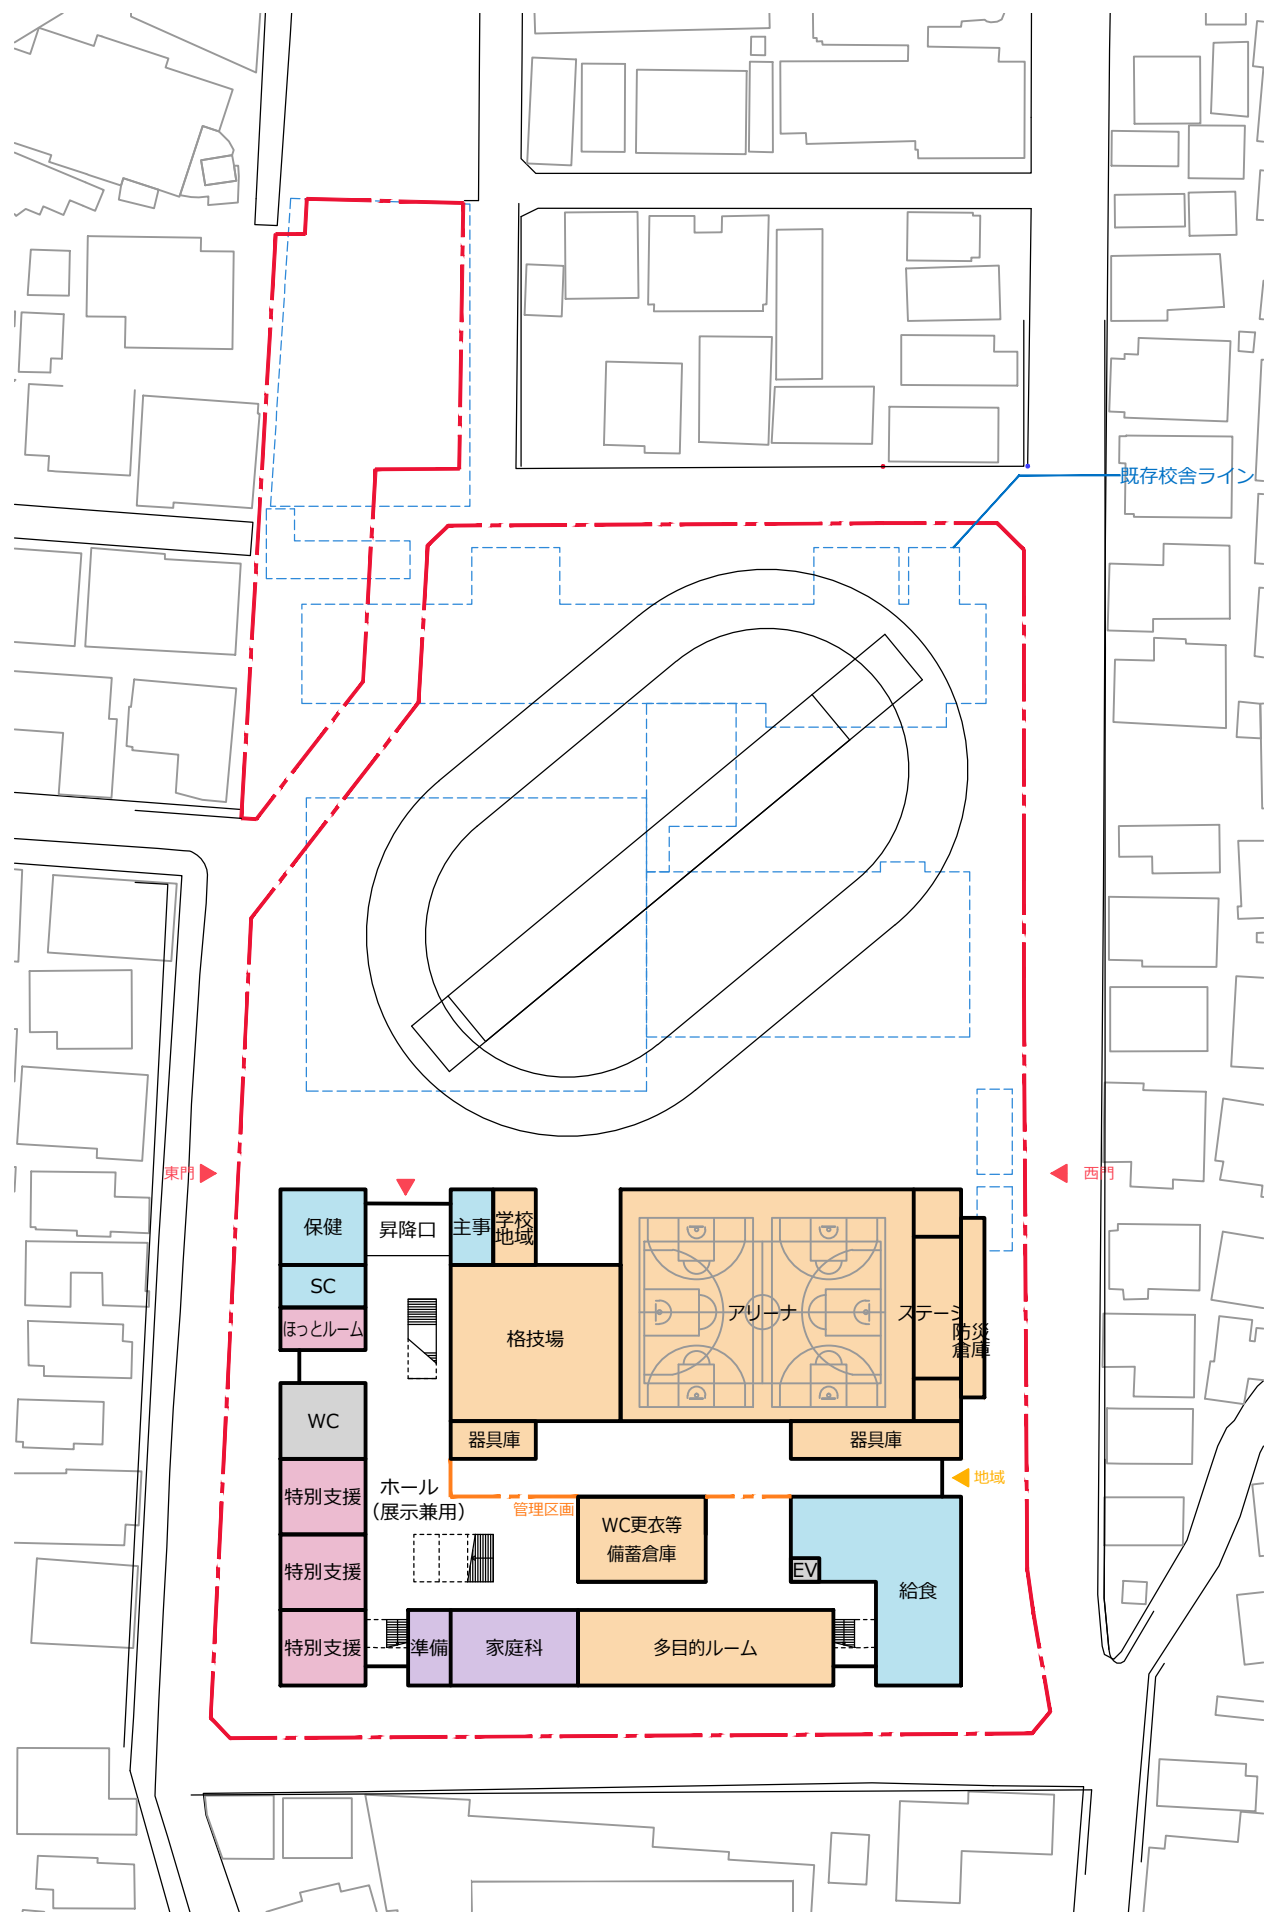 既存校舎ライン
東門
西門
保健
昇降口
主事
学校
地域
SC
ほっとルーム
格技場
アリーナ
ステージ
防災
倉庫
WC
器具庫
器具庫
特別支援
ホール
（展示兼用）
管理区画
地域
WC更衣等
備蓄倉庫
EV
特別支援
給食
特別支援
準備
家庭科
多目的ルーム